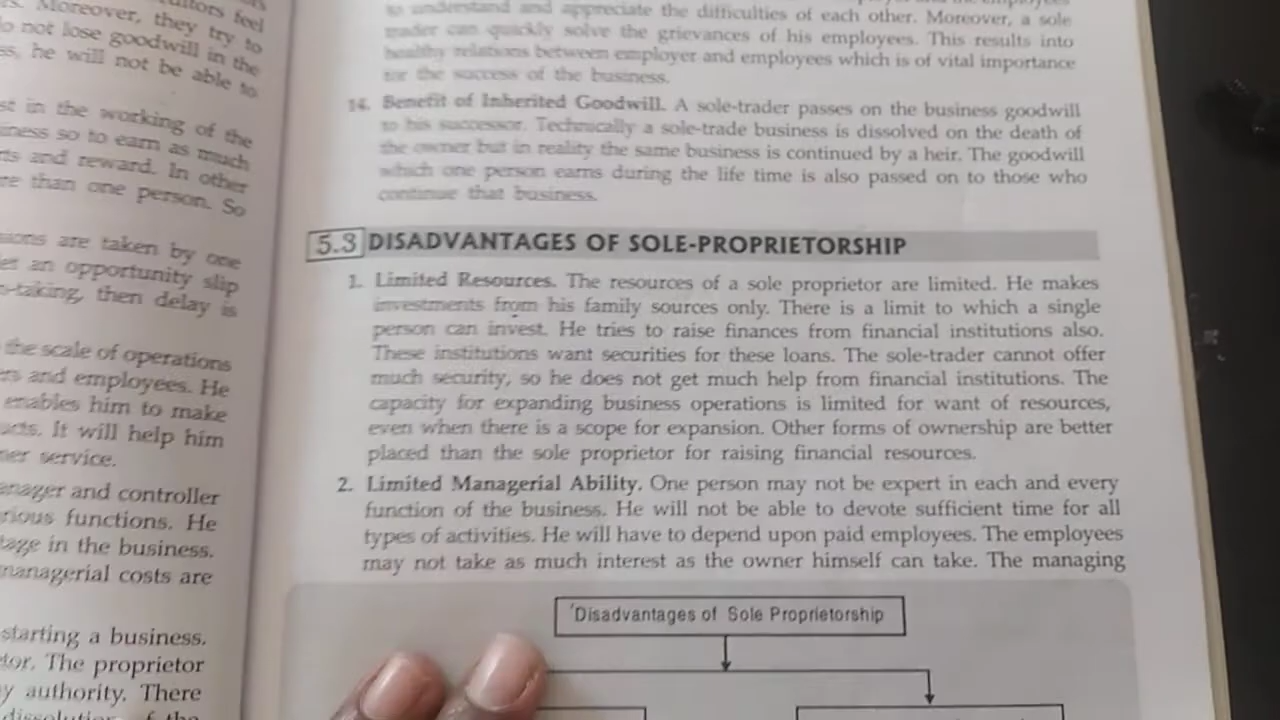 tors feel
s. Moreover, they try to
o not lose goodwill in the
ss, he will not be able to
st in the working of the
iness so to earn as much
rts and reward. In other
re than one person. So
sions are taken by one
let an opportunity slip
-taking, then delay is
the scale of operations
ers and employees. He
enables him to make
ucts. It will help him
mer service.
anager and controller
rious functions. He
tage in the business.
managerial costs are
starting a business.
tor. The proprietor
y authority. There
to understand and appreciate the difficulties of each other. Moreover, a sole
trader can quickly solve the grievances of his employees. This results into
healthy relations between employer and employees which is of vital importance
for the success of the business.
14. Benefit of Inherited Goodwill. A sole-trader passes on the business goodwill
to his successor. Technically a sole-trade business is dissolved on the death of
the owner but in reality the same business is continued by a heir. The goodwill
which one person earns during the life time is also passed on to those who
continue that business.
5.3 DISADVANTAGES OF SOLE-PROPRIETORSHIP
1. Limited Resources. The resources of a sole proprietor are limited. He makes
investments from his family sources only. There is a limit to which a single
person can invest. He tries to raise finances from financial institutions also.
These institutions want securities for these loans. The sole-trader cannot offer
much security, so he does not get much help from financial institutions. The
capacity for expanding business operations is limited for want of resources,
even when there is a scope for expansion. Other forms of ownership are better
placed than the sole proprietor for raising financial resources.
2. Limited Managerial Ability. One person may not be expert in each and every
function of the business. He will not be able to devote sufficient time for all
types of activities. He will have to depend upon paid employees. The employees
may not take as much interest as the owner himself can take. The managing
Disadvantages of Sole Proprietorship